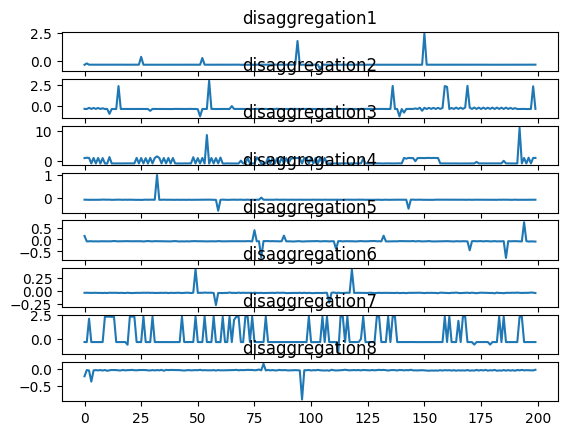 disaggregation1
2.5
0.0
disaggregation2
2.5
0.0
disaggregation3
10
0
disaggregation4
1
0
disaggregation5
0.5
0.0
−0.5
disaggregation6
0.25
0.00
−0.25
disaggregation7
2.5
0.0
disaggregation8
0.0
−0.5
0 25 50 75 100 125 150 175 200